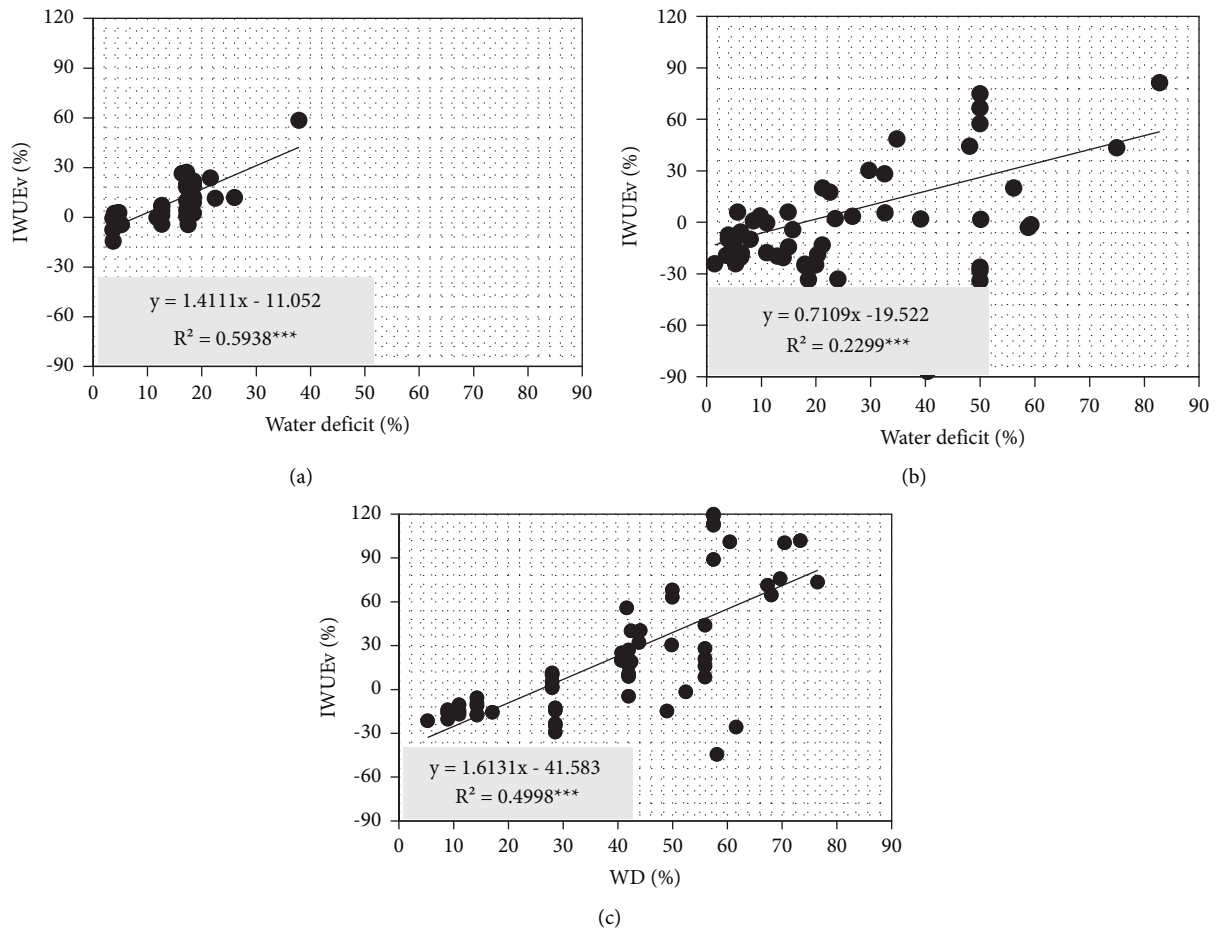 120
90
60
30
0
-30
-60
-90
IWUEv (%)
y = 1.4111x - 11.052
R² = 0.5938***
0 10 20 30 40 50 60 70 80 90
Water deficit (%)
(a)
120
90
60
30
0
-30
-60
-90
IWUEv (%)
y = 0.7109x -19.522
R² = 0.2299***
0 10 20 30 40 50 60 70 80 90
Water deficit (%)
(b)
120
90
60
30
0
-30
-60
-90
IWUEv (%)
y = 1.6131x - 41.583
R² = 0.4998***
0 10 20 30 40 50 60 70 80 90
WD (%)
(c)